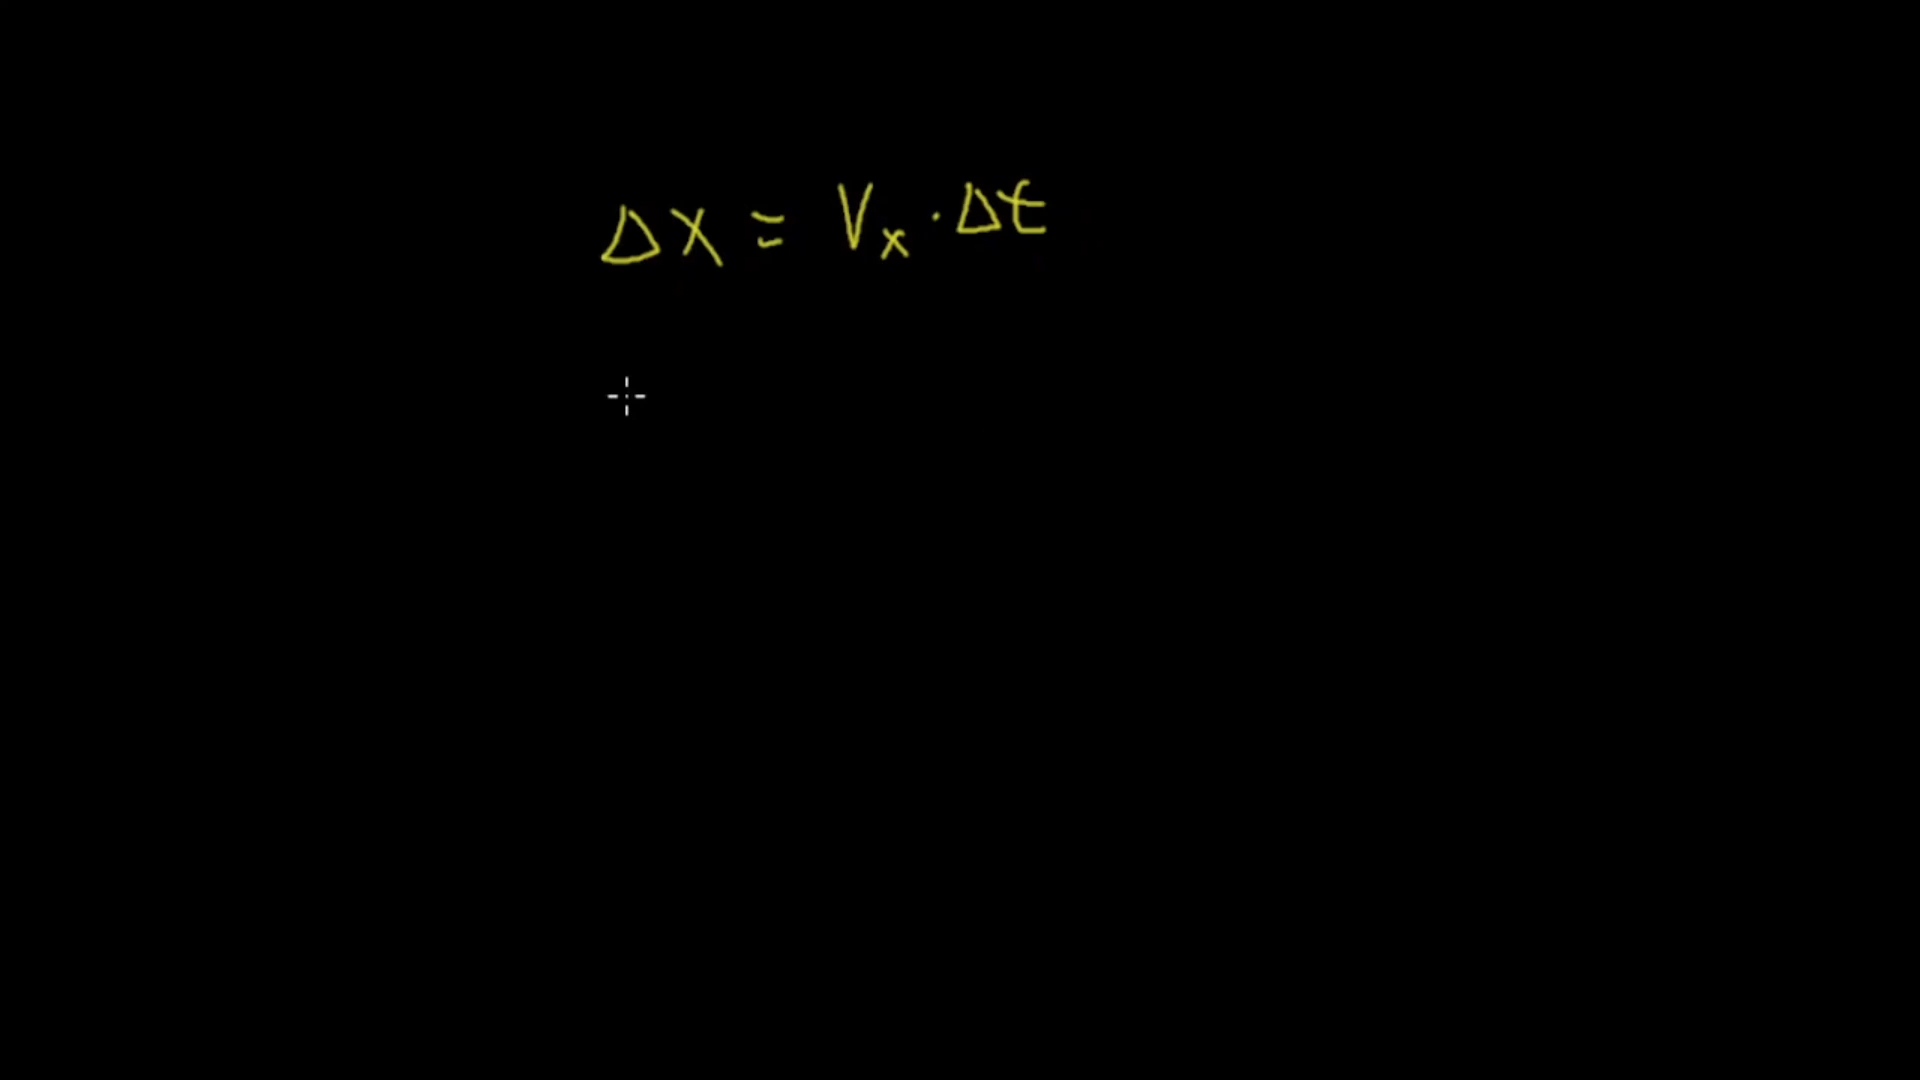 Δx = Vₓ · Δt